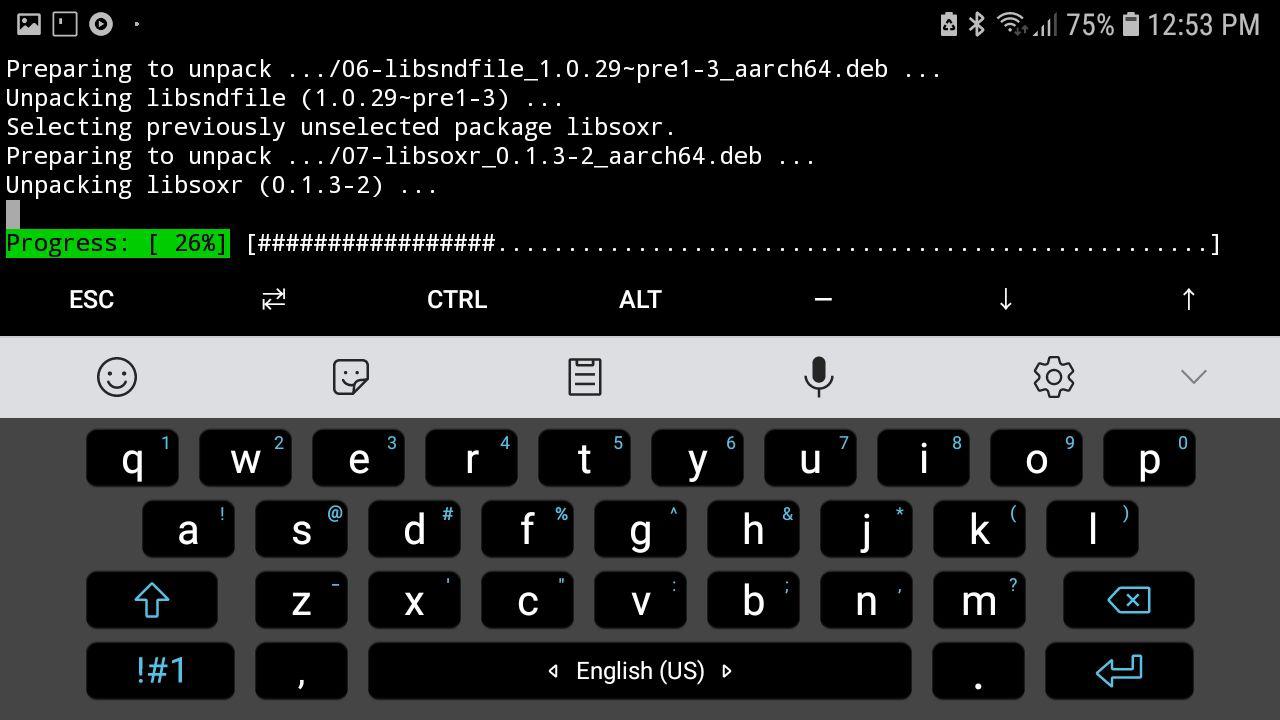 75% 12:53 PM
Preparing to unpack .../06-libsndfile_1.0.29~pre1-3_aarch64.deb ...
Unpacking libsndfile (1.0.29~pre1-3) ...
Selecting previously unselected package libsoxr.
Preparing to unpack .../07-libsoxr_0.1.3-2_aarch64.deb ...
Unpacking libsoxr (0.1.3-2) ...
Progress: [ 26%] [#################...................................................]
ESC ⇄ CTRL ALT — ↓ ↑
q 1 w 2 e 3 r 4 t 5 y 6 u 7 i 8 o 9 p 0
a ! s @ d # f % g ^ h & j * k ( l )
z - x ' c " v : b ; n , m ?
!#1 , English (US) .